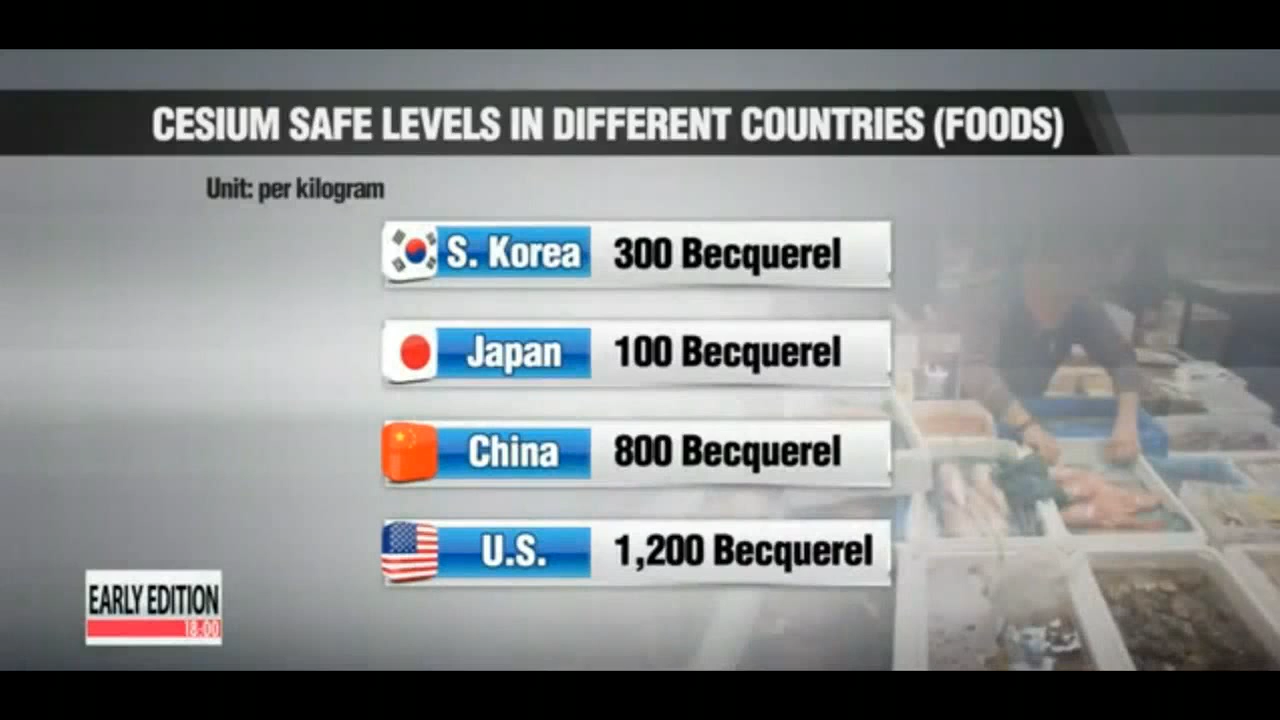 CESIUM SAFE LEVELS IN DIFFERENT COUNTRIES (FOODS)
Unit: per kilogram
S. Korea 300 Becquerel
Japan 100 Becquerel
China 800 Becquerel
U.S. 1,200 Becquerel
EARLY EDITION
18:00